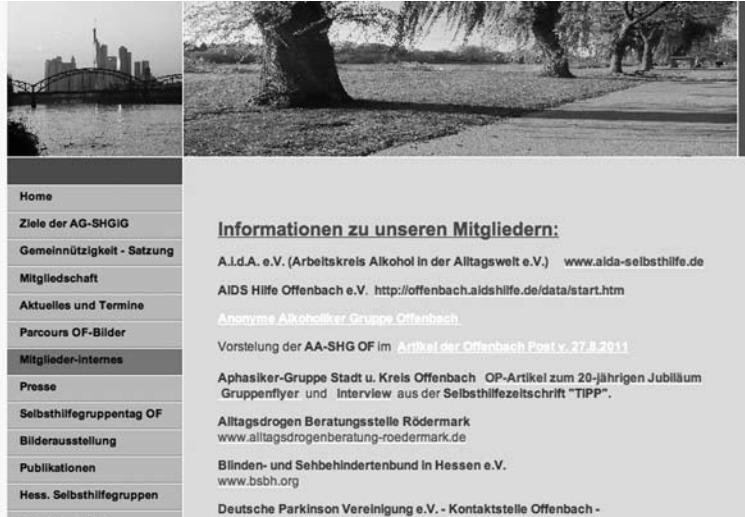 Home
Ziele der AG-SHGiG
Gemeinnützigkeit - Satzung
Mitgliedschaft
Aktuelles und Termine
Parcours OF-Bilder
Mitglieder-internes
Presse
Selbsthilfegruppentag OF
Bilderausstellung
Publikationen
Hess. Selbsthilfegruppen
Informationen zu unseren Mitgliedern:
A.i.d.A. e.V. (Arbeitskreis Alkohol in der Alltagswelt e.V.) www.aida-selbsthilfe.de
AIDS Hilfe Offenbach e.V. http://offenbach.aidshilfe.de/data/start.htm
Anonyme Alkoholiker Gruppe Offenbach
Vorstelung der AA-SHG OF im Artikel der Offenbach Post v. 27.8.2011
Aphasiker-Gruppe Stadt u. Kreis Offenbach OP-Artikel zum 20-jährigen Jubiläum
Gruppenflyer und Interview aus der Selbsthilfezeitschrift "TIPP".
Alltagsdrogen Beratungsstelle Rödermark
www.alltagsdrogenberatung-roedermark.de
Blinden- und Sehbehindertenbund in Hessen e.V.
www.bsbh.org
Deutsche Parkinson Vereinigung e.V. - Kontaktstelle Offenbach -